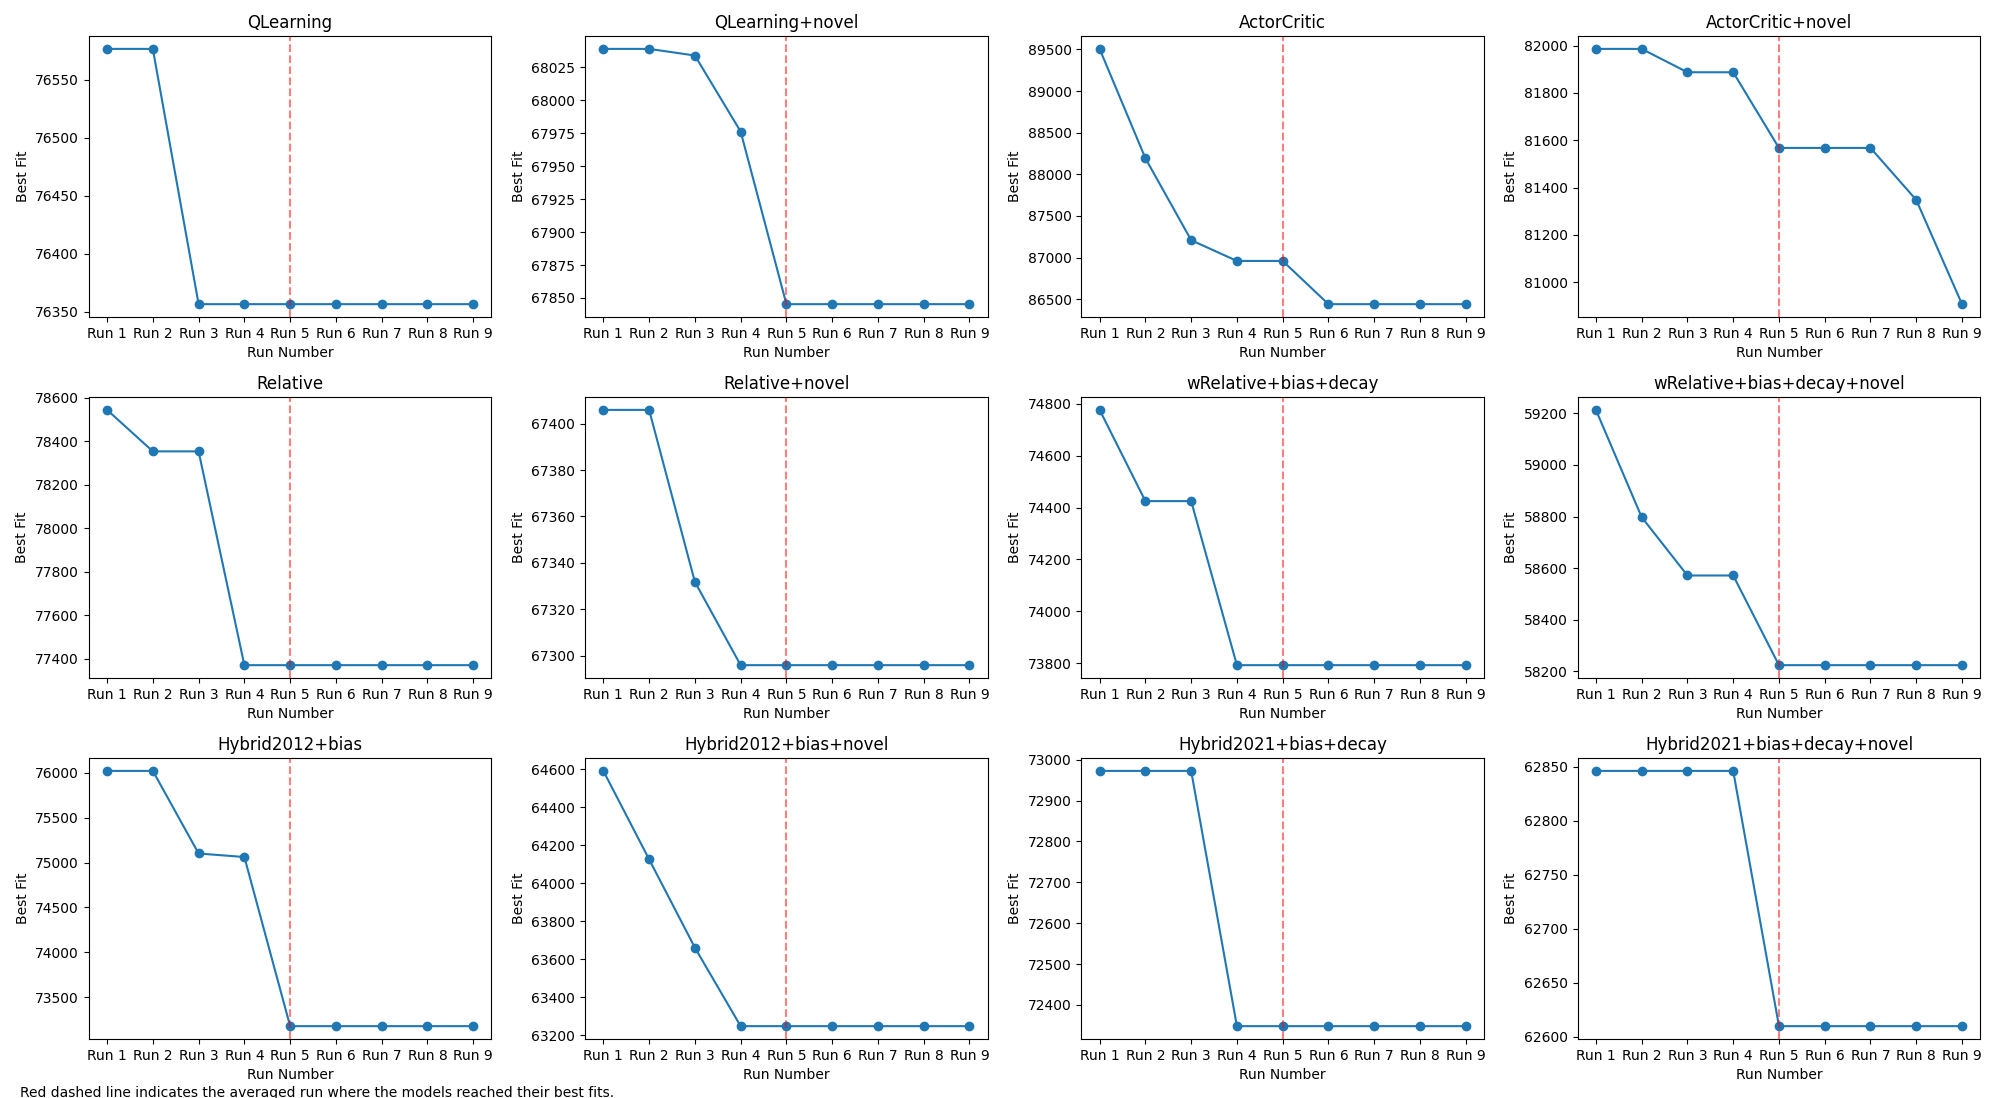 QLearning
QLearning+novel
ActorCritic
ActorCritic+novel
76550
76500
76450
76400
76350
Best Fit
Run 1 Run 2 Run 3 Run 4 Run 5 Run 6 Run 7 Run 8 Run 9
Run Number
68025
68000
67975
67950
67925
67900
67875
67850
Best Fit
Run 1 Run 2 Run 3 Run 4 Run 5 Run 6 Run 7 Run 8 Run 9
Run Number
89500
89000
88500
88000
87500
87000
86500
Best Fit
Run 1 Run 2 Run 3 Run 4 Run 5 Run 6 Run 7 Run 8 Run 9
Run Number
82000
81800
81600
81400
81200
81000
Best Fit
Run 1 Run 2 Run 3 Run 4 Run 5 Run 6 Run 7 Run 8 Run 9
Run Number
Relative
Relative+novel
wRelative+bias+decay
wRelative+bias+decay+novel
78600
78400
78200
78000
77800
77600
77400
Best Fit
Run 1 Run 2 Run 3 Run 4 Run 5 Run 6 Run 7 Run 8 Run 9
Run Number
67400
67380
67360
67340
67320
67300
Best Fit
Run 1 Run 2 Run 3 Run 4 Run 5 Run 6 Run 7 Run 8 Run 9
Run Number
74800
74600
74400
74200
74000
73800
Best Fit
Run 1 Run 2 Run 3 Run 4 Run 5 Run 6 Run 7 Run 8 Run 9
Run Number
59200
59000
58800
58600
58400
58200
Best Fit
Run 1 Run 2 Run 3 Run 4 Run 5 Run 6 Run 7 Run 8 Run 9
Run Number
Hybrid2012+bias
Hybrid2012+bias+novel
Hybrid2021+bias+decay
Hybrid2021+bias+decay+novel
76000
75500
75000
74500
74000
73500
Best Fit
Run 1 Run 2 Run 3 Run 4 Run 5 Run 6 Run 7 Run 8 Run 9
Run Number
64600
64400
64200
64000
63800
63600
63400
63200
Best Fit
Run 1 Run 2 Run 3 Run 4 Run 5 Run 6 Run 7 Run 8 Run 9
Run Number
73000
72900
72800
72700
72600
72500
72400
Best Fit
Run 1 Run 2 Run 3 Run 4 Run 5 Run 6 Run 7 Run 8 Run 9
Run Number
62850
62800
62750
62700
62650
62600
Best Fit
Run 1 Run 2 Run 3 Run 4 Run 5 Run 6 Run 7 Run 8 Run 9
Run Number
Red dashed line indicates the averaged run where the models reached their best fits.